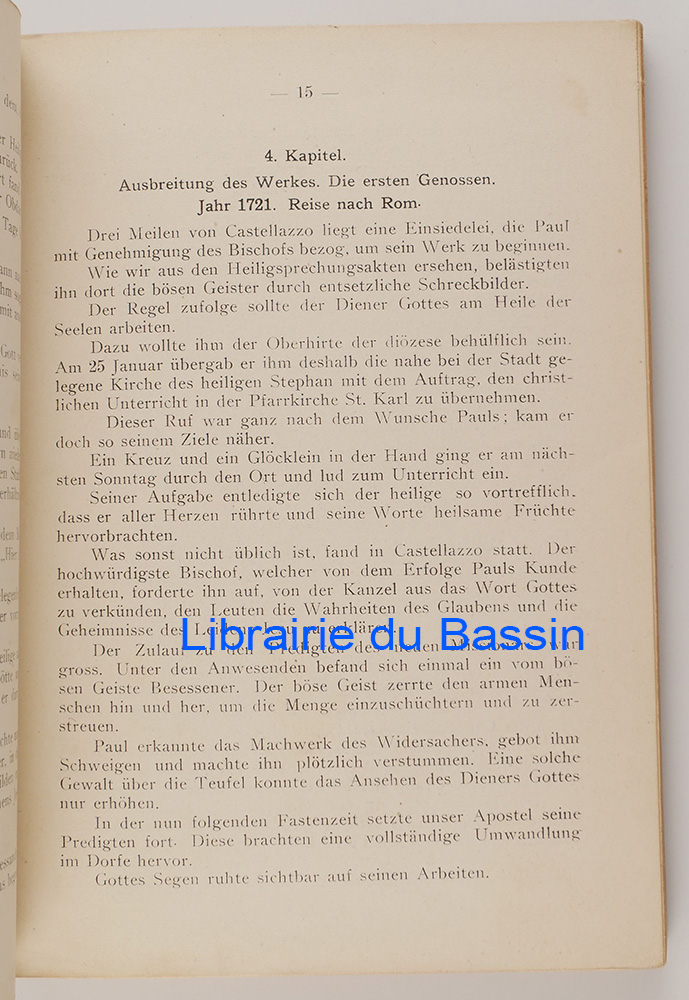 — 15 —
4. Kapitel.
Ausbreitung des Werkes. Die ersten Genossen.
Jahr 1721. Reise nach Rom.
Drei Meilen von Castellazzo liegt eine Einsiedelei, die Paul
mit Genehmigung des Bischofs bezog, um sein Werk zu beginnen.
Wie wir aus den Heiligsprechungsakten ersehen, belästigten
ihn dort die bösen Geister durch entsetzliche Schreckbilder.
Der Regel zufolge sollte der Diener Gottes am Heile der
Seelen arbeiten.
Dazu wollte ihm der Oberhirte der diözese behülflich sein.
Am 25 Januar übergab er ihm deshalb die nahe bei der Stadt ge-
legene Kirche des heiligen Stephan mit dem Auftrag, den christ-
lichen Unterricht in der Pfarrkirche St. Karl zu übernehmen.
Dieser Ruf war ganz nach dem Wunsche Pauls; kam er
doch so seinem Ziele näher.
Ein Kreuz und ein Glöcklein in der Hand ging er am näch-
sten Sonntag durch den Ort und lud zum Unterricht ein.
Seiner Aufgabe entledigte sich der heilige so vortrefflich,
dass er aller Herzen rührte und seine Worte heilsame Früchte
hervorbrachten.
Was sonst nicht üblich ist, fand in Castellazzo statt. Der
hochwürdigste Bischof, welcher von dem Erfolge Pauls Kunde
erhalten, forderte ihn auf, von der Kanzel aus das Wort Gottes
zu verkünden, den Leuten die Wahrheiten des Glaubens und die
Geheimnisse des
Librairie du Bassin
Der Zulauf zu den Predigten des neuen war
gross. Unter den Anwesenden befand sich einmal ein vom bö-
sen Geiste Besessener. Der böse Geist zerrte den armen Men-
schen hin und her, um die Menge einzuschüchtern und zu zer-
streuen.
Paul erkannte das Machwerk des Widersachers, gebot ihm
Schweigen und machte ihn plötzlich verstummen. Eine solche
Gewalt über die Teufel konnte das Ansehen des Dieners Gottes
nur erhöhen.
In der nun folgenden Fastenzeit setzte unser Apostel seine
Predigten fort. Diese brachten eine vollständige Umwandlung
im Dorfe hervor.
Gottes Segen ruhte sichtbar auf seinen Arbeiten.